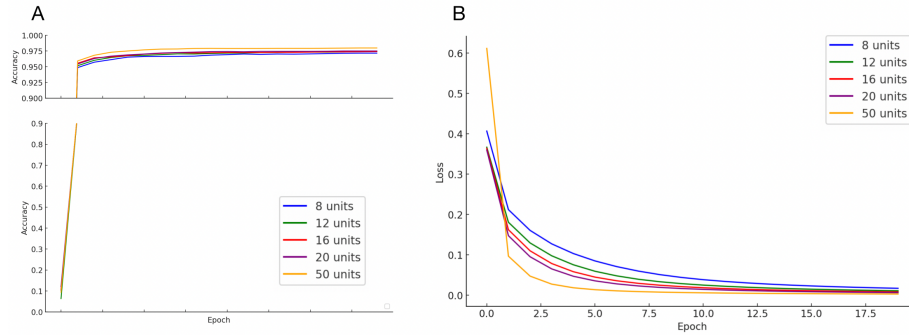 A
1.000
0.975
0.950
0.925
0.900
Accuracy
0.9
0.8
0.7
0.6
0.5
0.4
0.3
0.2
0.1
0.0
Accuracy
8 units
12 units
16 units
20 units
50 units
Epoch
B
0.6
0.5
0.4
0.3
0.2
0.1
0.0
Loss
8 units
12 units
16 units
20 units
50 units
0.0
2.5
5.0
7.5
10.0
12.5
15.0
17.5
Epoch